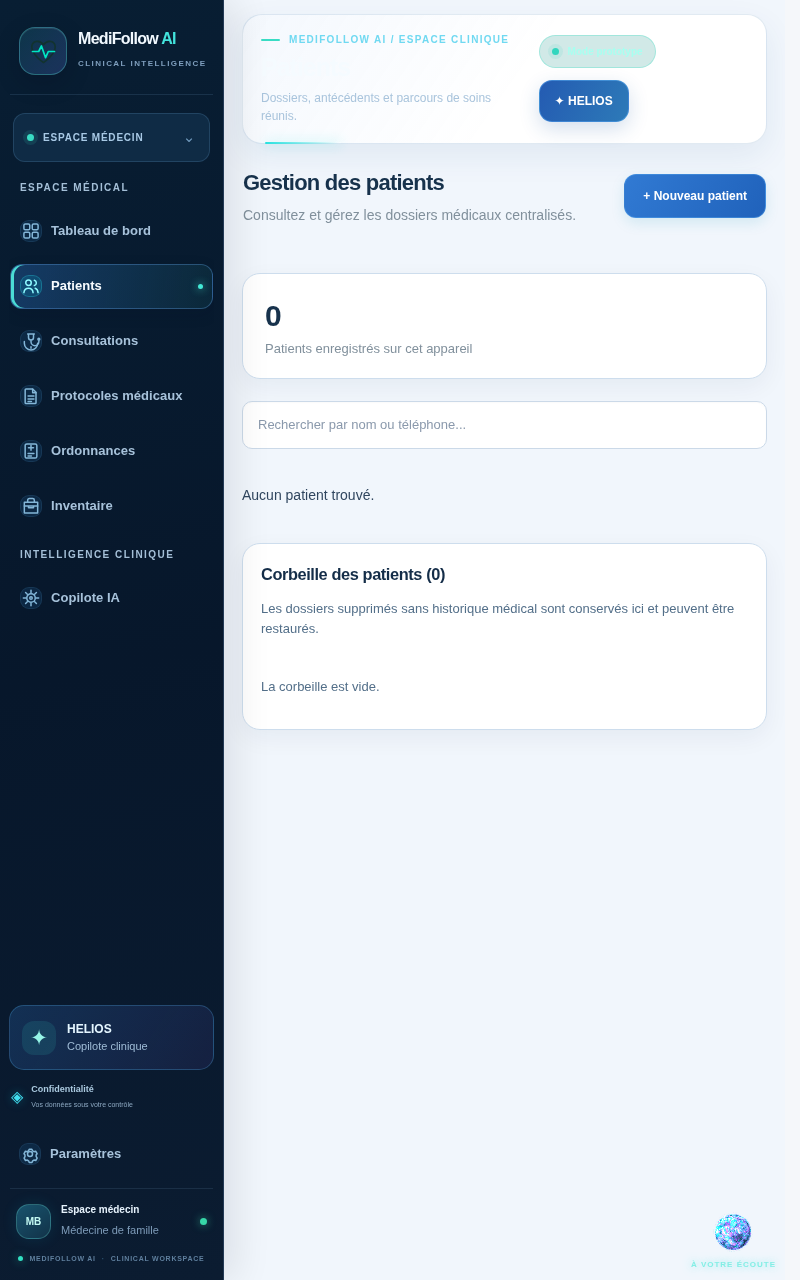 MediFollow AI
CLINICAL INTELLIGENCE
ESPACE MÉDECIN
ESPACE MÉDICAL
Tableau de bord
Patients
Consultations
Protocoles médicaux
Ordonnances
Inventaire
INTELLIGENCE CLINIQUE
Copilote IA
HELIOS
Copilote clinique
Confidentialité
Vos données sous votre contrôle
Paramètres
MB
Espace médecin
Médecine de famille
MEDIFOLLOW AI · CLINICAL WORKSPACE
MEDIFOLLOW AI / ESPACE CLINIQUE
Dossiers, antécédents et parcours de soins
réunis.
✦ HELIOS
Gestion des patients
Consultez et gérez les dossiers médicaux centralisés.
+ Nouveau patient
0
Patients enregistrés sur cet appareil
Rechercher par nom ou téléphone...
Aucun patient trouvé.
Corbeille des patients (0)
Les dossiers supprimés sans historique médical sont conservés ici et peuvent être
restaurés.
La corbeille est vide.
À VOTRE ÉCOUTE